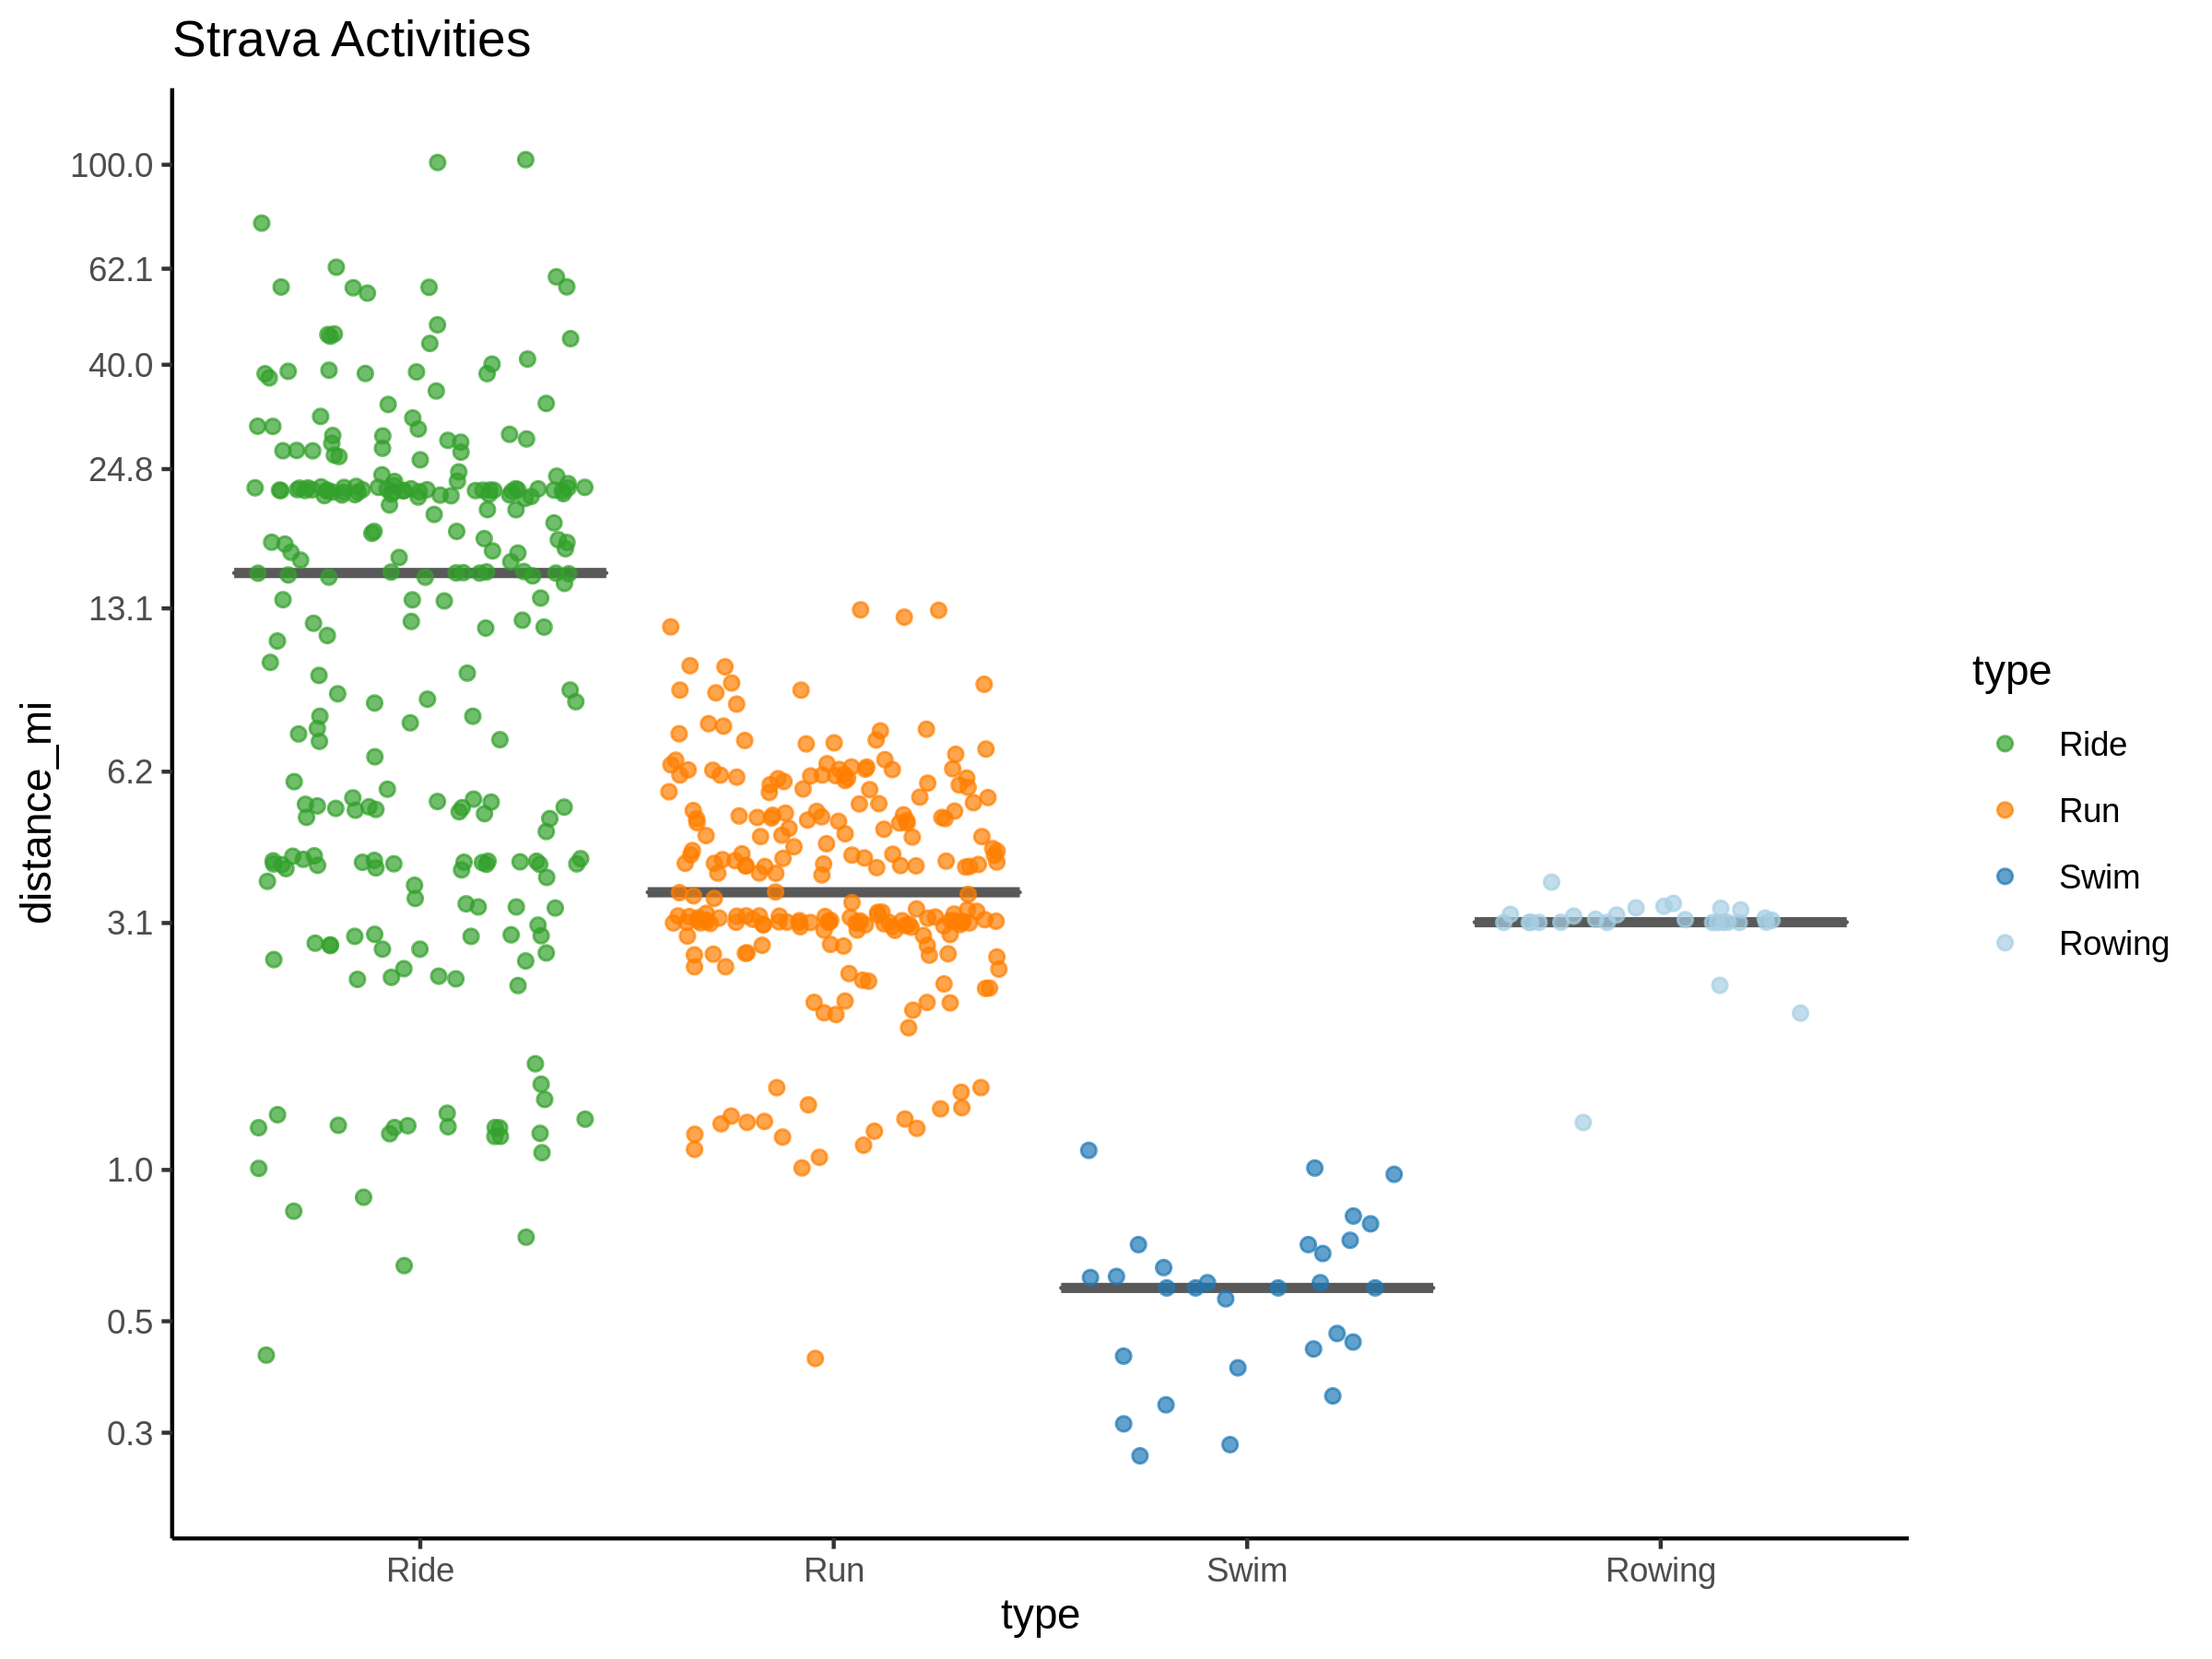 Strava Activities
distance_mi
100.0
62.1
40.0
24.8
13.1
6.2
3.1
1.0
0.5
0.3
Ride
Run
Swim
Rowing
type
type
Ride
Run
Swim
Rowing